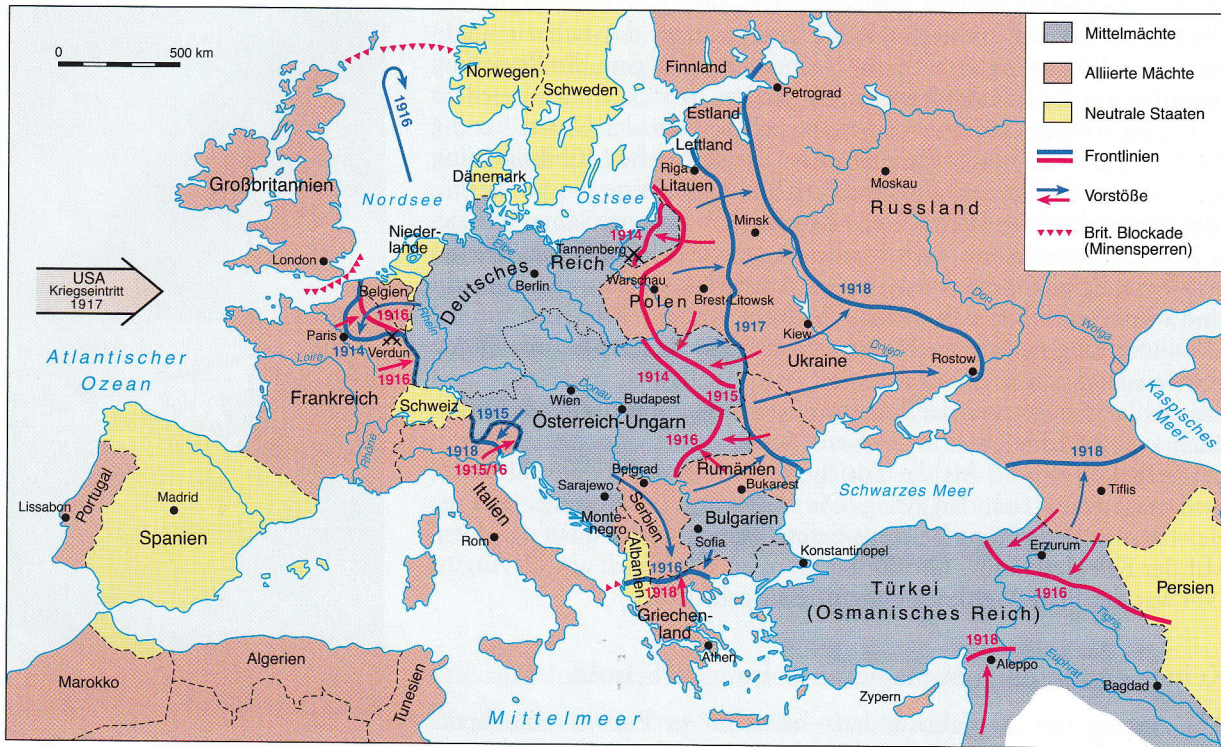 0 500 km
Mittelmächte
Alliierte Mächte
Neutrale Staaten
Frontlinien
Vorstöße
Brit. Blockade
(Minensperren)
Norwegen
Schweden
Finnland
Petrograd
Estland
Lettland
Riga
Litauen
Moskau
Russland
1916
Großbritannien
Dänemark
Nordsee
Ostsee
Minsk
London
Nieder-
lande
Elbe
1914
Tannenberg
Deutsches
Reich
Berlin
Warschau
Polen
Brest-Litowsk
USA
Kriegseintritt
1917
Belgien
1916
Rhein
Paris
1914
Verdun
1916
Loire
1917
1918
Kiew
Don
Wolga
Dnjepr
Ukraine
Rostow
Atlantischer
Ozean
Frankreich
Schweiz
Rhône
Wien
Donau
Budapest
1914
1915
Österreich-Ungarn
1915
1918
1915/16
1916
Kaspisches
Meer
Portugal
Lissabon
Madrid
Spanien
Italien
Rom
Belgrad
Sarajewo
Serbien
Monte-
negro
Rumänien
Bukarest
Bulgarien
Sofia
Schwarzes Meer
1918
Tiflis
Albanien
1916
1918
Konstantinopel
Erzurum
Persien
1916
Türkei
(Osmanisches Reich)
Griechen-
land
Athen
Tigris
1918
Aleppo
Euphrat
Bagdad
Marokko
Algerien
Tunesien
Mittelmeer
Zypern